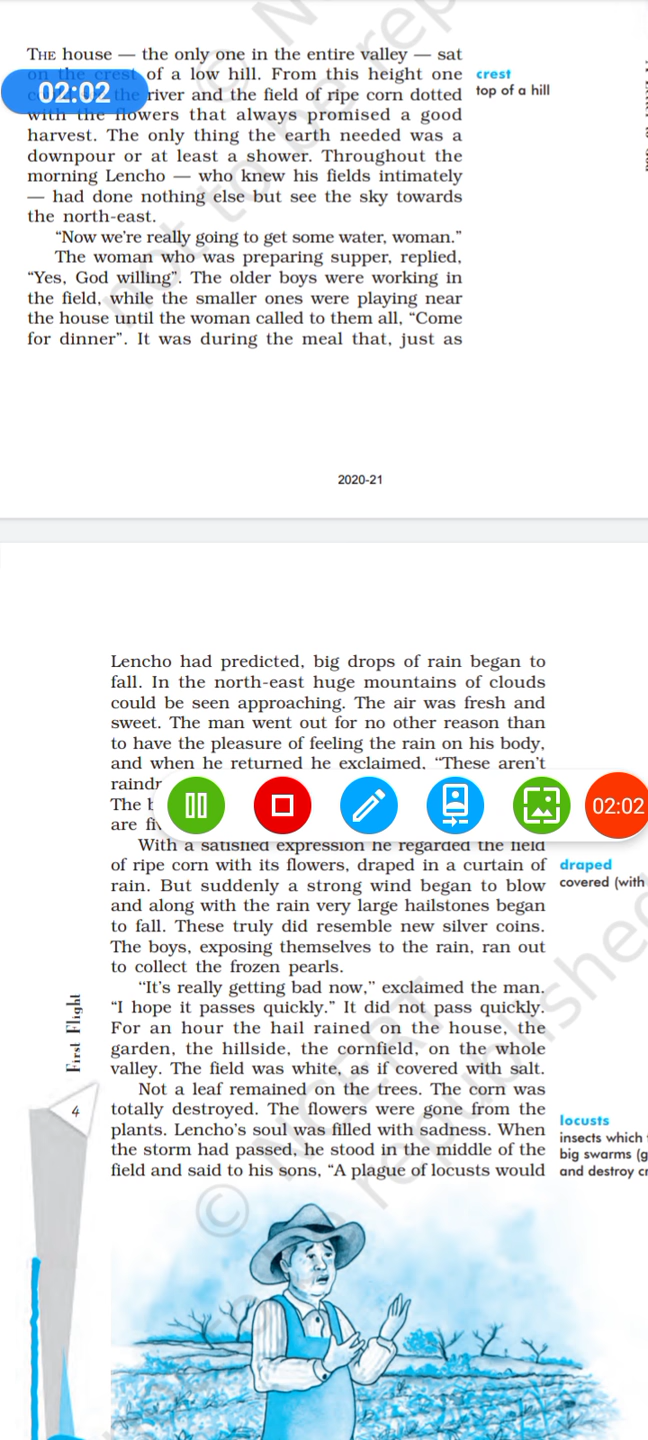 THE house — the only one in the entire valley — sat
on the crest of a low hill. From this height one
crest
top of a hill
02:02
the river and the field of ripe corn dotted
with the flowers that always promised a good
harvest. The only thing the earth needed was a
downpour or at least a shower. Throughout the
morning Lencho — who knew his fields intimately
— had done nothing else but see the sky towards
the north-east.
“Now we’re really going to get some water, woman.”
The woman who was preparing supper, replied,
“Yes, God willing”. The older boys were working in
the field, while the smaller ones were playing near
the house until the woman called to them all, “Come
for dinner”. It was during the meal that, just as
2020-21
Lencho had predicted, big drops of rain began to
fall. In the north-east huge mountains of clouds
could be seen approaching. The air was fresh and
sweet. The man went out for no other reason than
to have the pleasure of feeling the rain on his body,
and when he returned he exclaimed, “These aren’t
The
are
02:02
With a satisfied expression he regarded the field
of ripe corn with its flowers, draped in a curtain of
rain. But suddenly a strong wind began to blow
and along with the rain very large hailstones began
to fall. These truly did resemble new silver coins.
The boys, exposing themselves to the rain, ran out
to collect the frozen pearls.
draped
covered (with
“It’s really getting bad now,” exclaimed the man.
“I hope it passes quickly.” It did not pass quickly.
For an hour the hail rained on the house, the
garden, the hillside, the cornfield, on the whole
valley. The field was white, as if covered with salt.
Not a leaf remained on the trees. The corn was
totally destroyed. The flowers were gone from the
plants. Lencho’s soul was filled with sadness. When
the storm had passed, he stood in the middle of the
field and said to his sons, “A plague of locusts would
locusts
insects which
big swarms (g
and destroy cr
First Flight
4
© NCERT
not to be republished